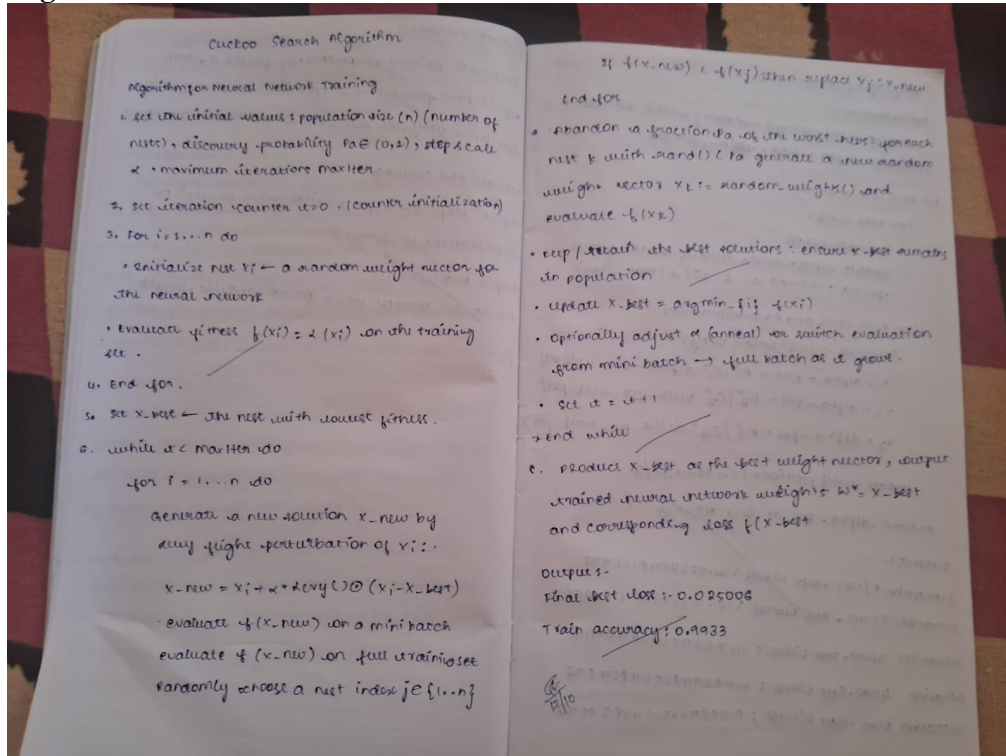 Cuckoo Search Algorithm
Algorithm for Neural Network Training
1. Set the initial values : population size (n) (number of
nests), discovery probability Pa ∈ (0,1), step scale
α, maximum iterations maxIter.
2. Set iteration counter t=0. (counter initialization)
3. For i=1...n do
• Initialize nest Xi ← a random weight vector for
the neural network
• Evaluate fitness f(xi) = L(xi) on the training
set.
4. End for.
5. Set X_best ← the nest with lowest fitness.
6. while t < maxIter do
for i = 1...n do
Generate a new solution X_new by
levy flight perturbation of Xi :.
X_new = Xi + α * Levy() ⊙ (Xi - X_best)
evaluate f(X_new) on a mini batch
evaluate f (X_new) on full training set
Randomly choose a nest index j ∈ {1..n}
If f(X_new) < f(Xj) then replace Xj : X_new
End for
• Abandon a fraction Pa of the worst nests : for each
nest k with rand() < Pa generate a new random
weight vector Xk := random_weights() and
evaluate f(XK)
• keep / retain the best solutions : ensure X_best remains
in population
• update X_best = argmin_{i} f(xi)
• Optionally adjust α (anneal) or switch evaluation
from mini batch → full batch as t grows.
• Set t = t+1
7 End while
8. Produce X_best as the best weight vector, output
trained neural network weights W* = X_best
and corresponding loss f(X_best
Output :-
Final best loss :- 0.025006
Train accuracy : 0.9933
17/10